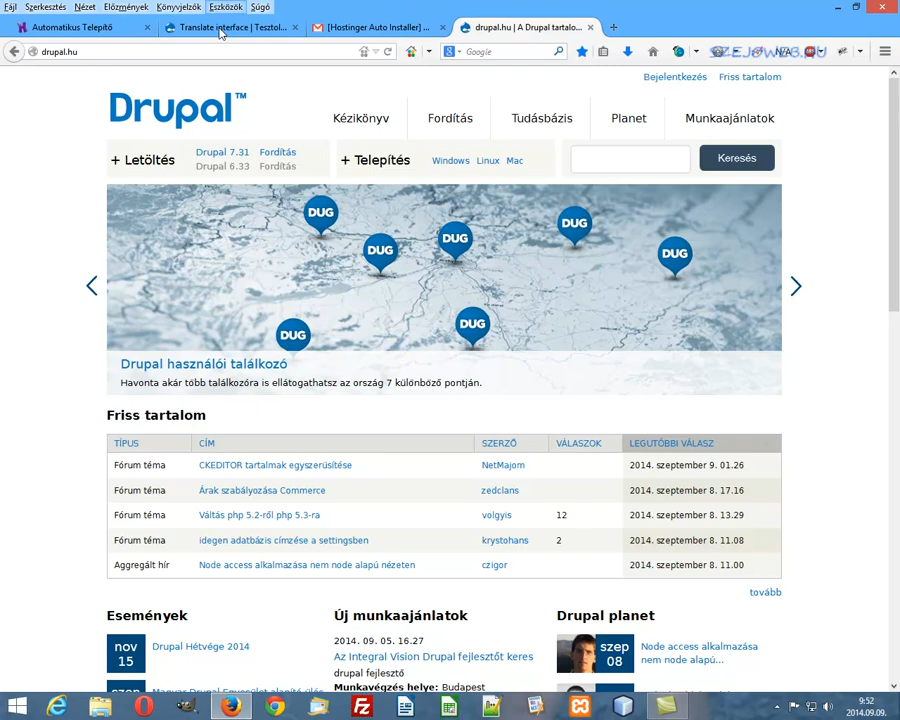 Fájl Szerkesztés Nézet Előzmények Könyvjelzők Eszközök Súgó
Automatikus Telepítő
Translate interface | Tesztol...
[Hostinger Auto Installer] ...
drupal.hu | A Drupal tartalo...
drupal.hu
Google
SZEJOWEB.HU
N/A
Bejelentkezés Friss tartalom
Drupal™
Kézikönyv Fordítás Tudásbázis Planet Munkaajánlatok
+ Letöltés
Drupal 7.31 Fordítás
Drupal 6.33 Fordítás
+ Telepítés Windows Linux Mac
Keresés
DUG
DUG
DUG
DUG
DUG
DUG
DUG
Drupal használói találkozó
Havonta akár több találkozóra is ellátogathatsz az ország 7 különböző pontján.
Friss tartalom
TÍPUS CÍM SZERZŐ VÁLASZOK LEGUTÓBBI VÁLASZ
Fórum téma CKEDITOR tartalmak egyszerüsítése NetMajom 2014. szeptember 9. 01.26
Fórum téma Árak szabályozása Commerce zedclans 2014. szeptember 8. 17.16
Fórum téma Váltás php 5.2-ről php 5.3-ra volgyis 12 2014. szeptember 8. 13.29
Fórum téma idegen adatbázis címzése a settingsben krystohans 2 2014. szeptember 8. 11.08
Aggregált hír Node access alkalmazása nem node alapú nézeten czigor 2014. szeptember 8. 11.00
tovább
Események
nov
15
Drupal Hétvége 2014
szep
Magyar Drupal Egyesület alapító ülés
Új munkaajánlatok
2014. 09. 05. 16.27
Az Integral Vision Drupal fejlesztőt keres
drupal fejlesztő
Munkavégzés helye: Budapest
Drupal planet
szep
08
Node access alkalmazása
nem node alapú...
9:52
2014.09.09.